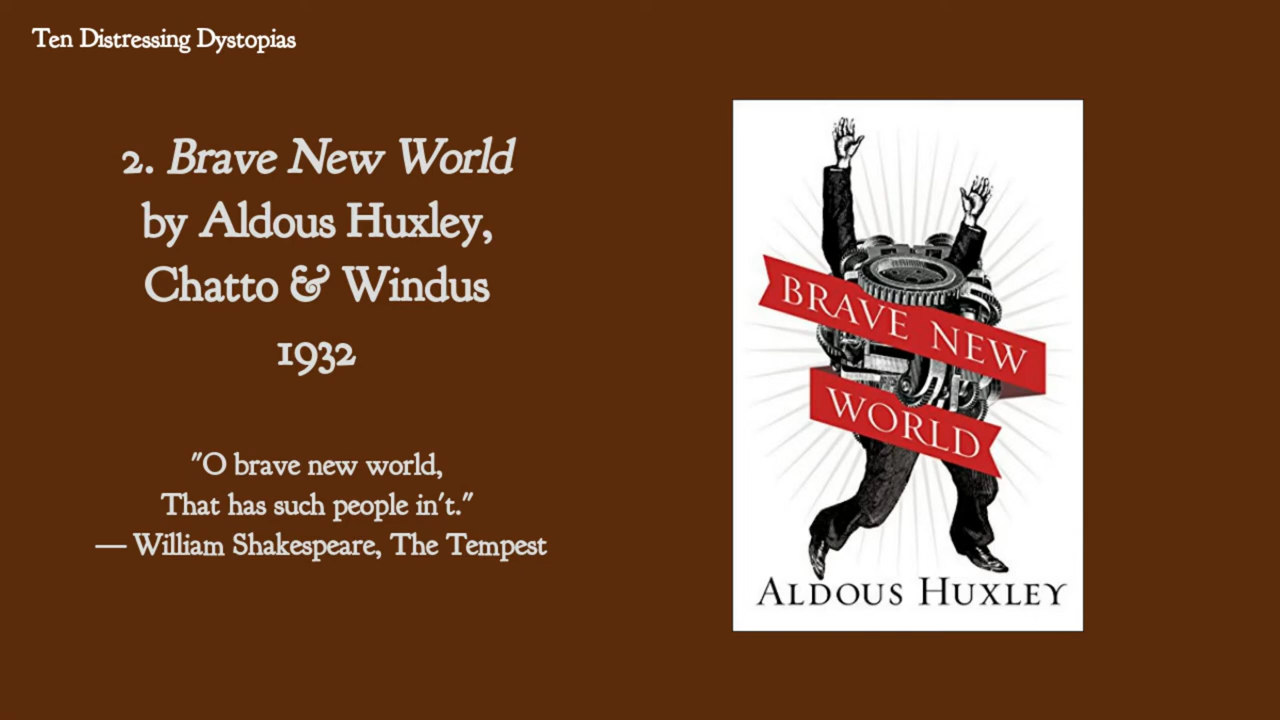 Ten Distressing Dystopias
2. Brave New World
by Aldous Huxley,
Chatto & Windus
1932
"O brave new world,
That has such people in't."
— William Shakespeare, The Tempest
BRAVE NEW
WORLD
ALDOUS HUXLEY